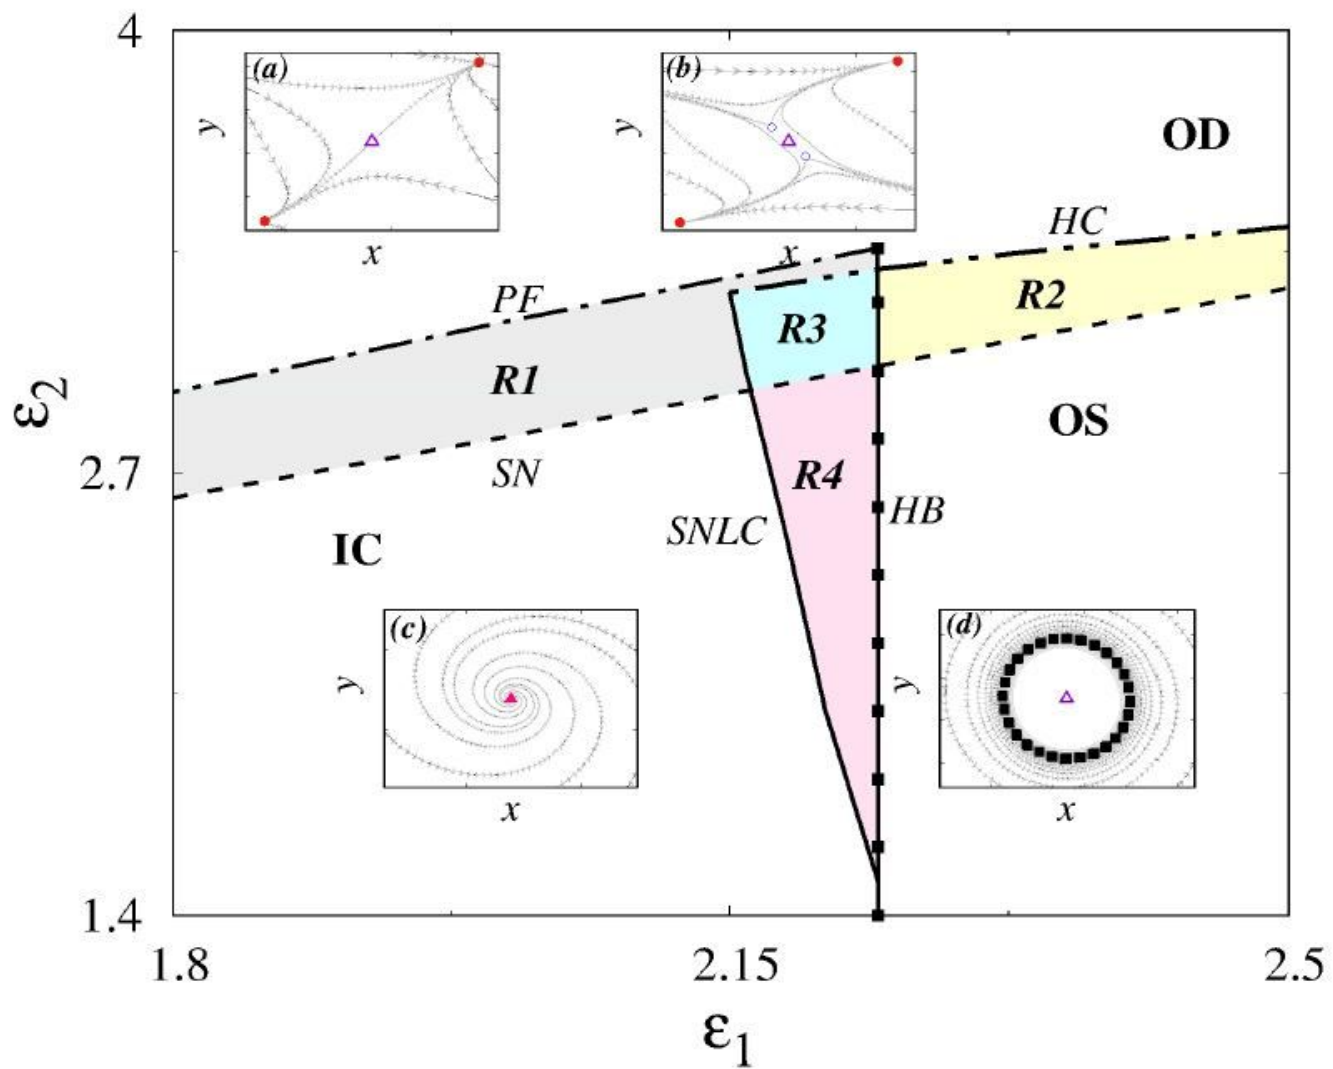 4
(a)
y
x
(b)
y
x
OD
HC
PF
R1
R3
R2
ε2
OS
2.7
SN
R4
SNLC
HB
IC
(c)
y
x
(d)
y
x
1.4
1.8
2.15
2.5
ε1